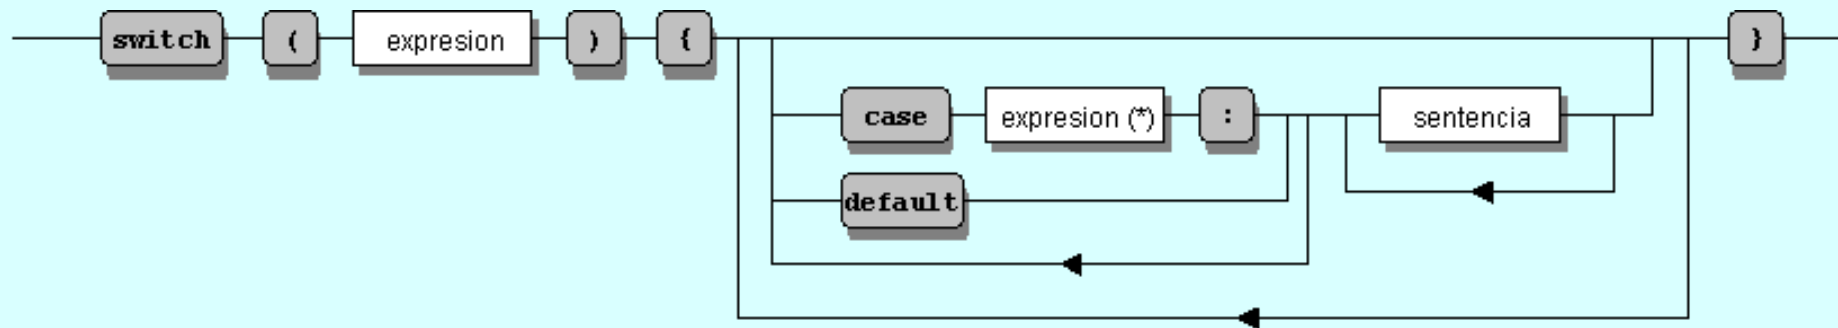 switch ( expresion ) { }
case expresion (*) : sentencia
default